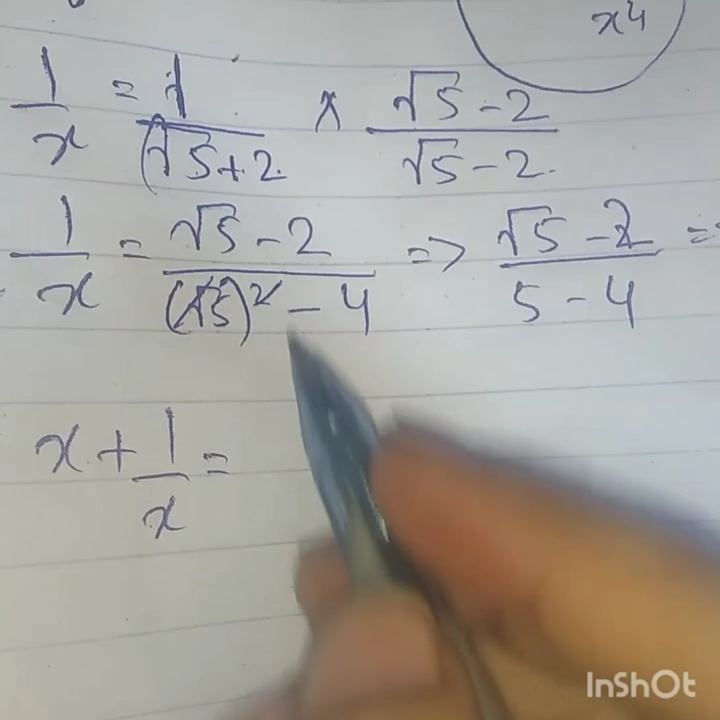 x⁴
1/x = 1/(√5+2 × √5-2/√5-2.
1/x = √5-2/(√5)²-4 => √5-2/5-4 =
x + 1/x =
InShOt